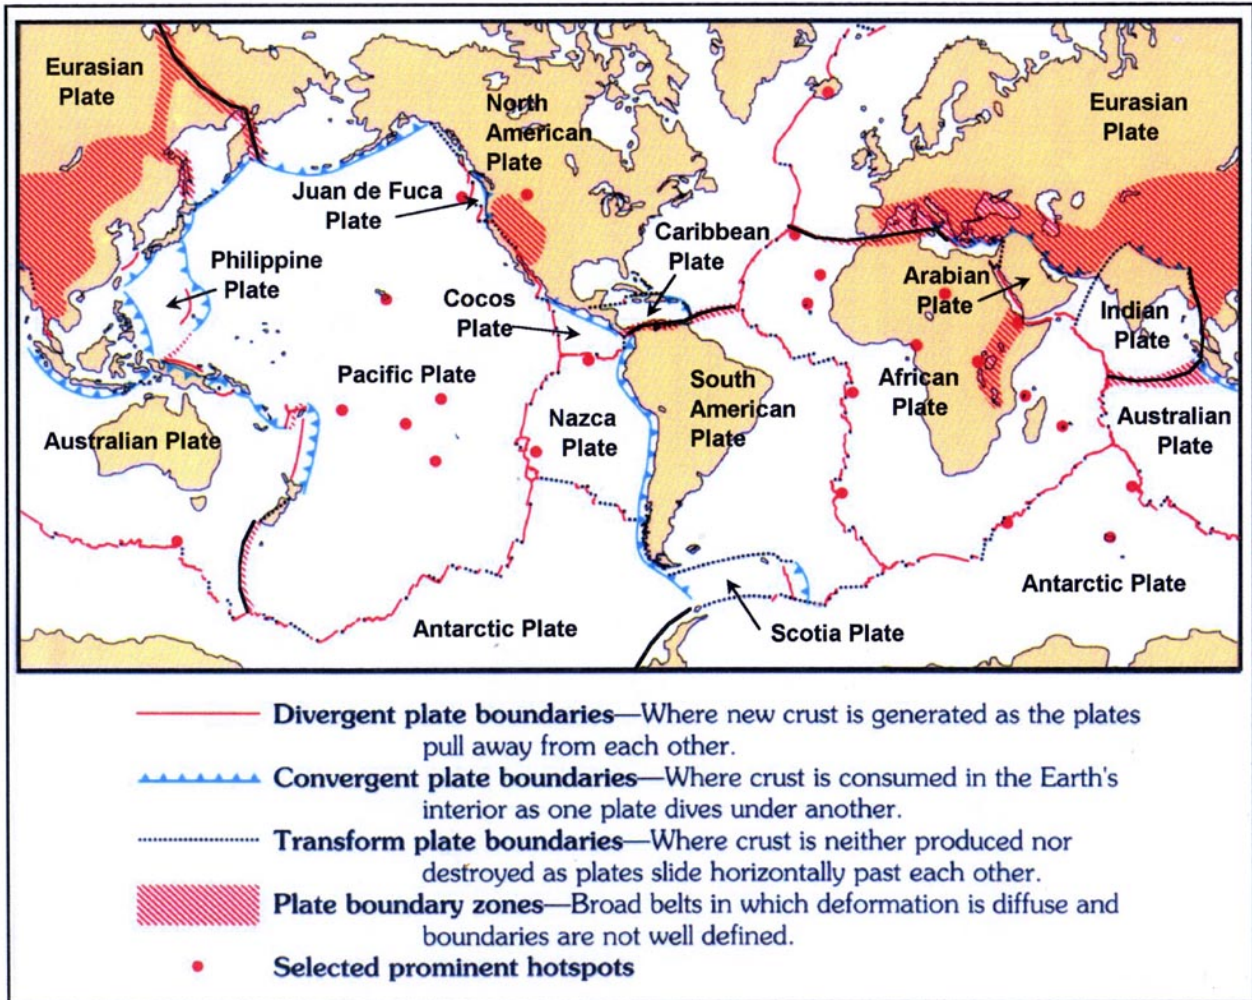 Eurasian
Plate
North
American
Plate
Eurasian
Plate
Juan de Fuca
Plate
Caribbean
Plate
Philippine
Plate
Arabian
Plate
Cocos
Plate
Indian
Plate
Pacific Plate
South
American
Plate
African
Plate
Nazca
Plate
Australian Plate
Australian
Plate
Antarctic Plate
Antarctic Plate
Scotia Plate
Divergent plate boundaries—Where new crust is generated as the plates
pull away from each other.
Convergent plate boundaries—Where crust is consumed in the Earth's
interior as one plate dives under another.
Transform plate boundaries—Where crust is neither produced nor
destroyed as plates slide horizontally past each other.
Plate boundary zones—Broad belts in which deformation is diffuse and
boundaries are not well defined.
Selected prominent hotspots